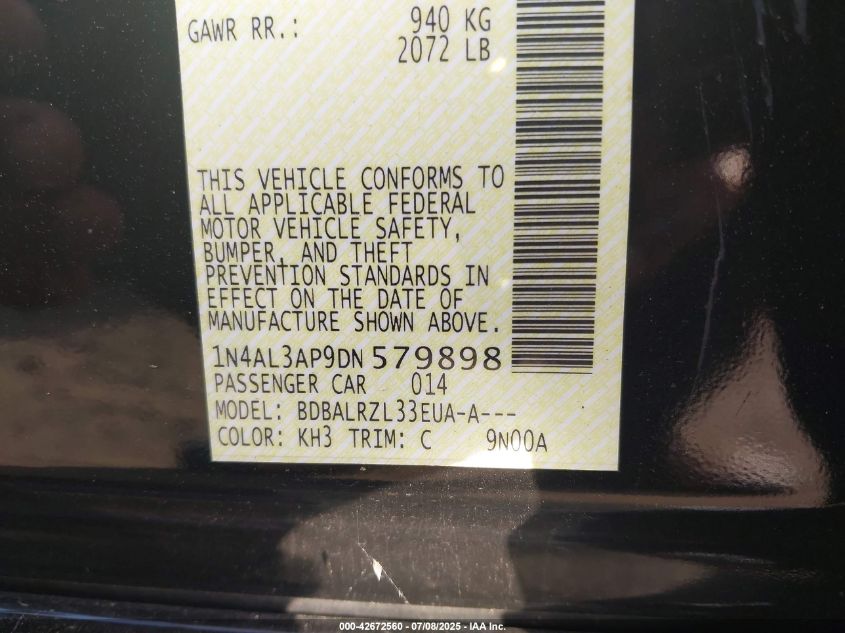 GAWR RR.: 940 KG
2072 LB
THIS VEHICLE CONFORMS TO
ALL APPLICABLE FEDERAL
MOTOR VEHICLE SAFETY,
BUMPER, AND THEFT
PREVENTION STANDARDS IN
EFFECT ON THE DATE OF
MANUFACTURE SHOWN ABOVE.
1N4AL3AP9DN 579898
PASSENGER CAR 014
MODEL: BDBALRZL33EUA-A---
COLOR: KH3 TRIM: C 9N00A
000-42672560 - 07/08/2025 - IAA Inc.